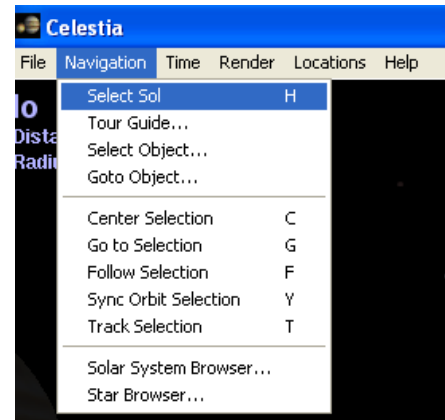 Celestia
File Navigation Time Render Locations Help
Select Sol H
Tour Guide...
Select Object...
Goto Object...
Center Selection C
Go to Selection G
Follow Selection F
Sync Orbit Selection Y
Track Selection T
Solar System Browser...
Star Browser...